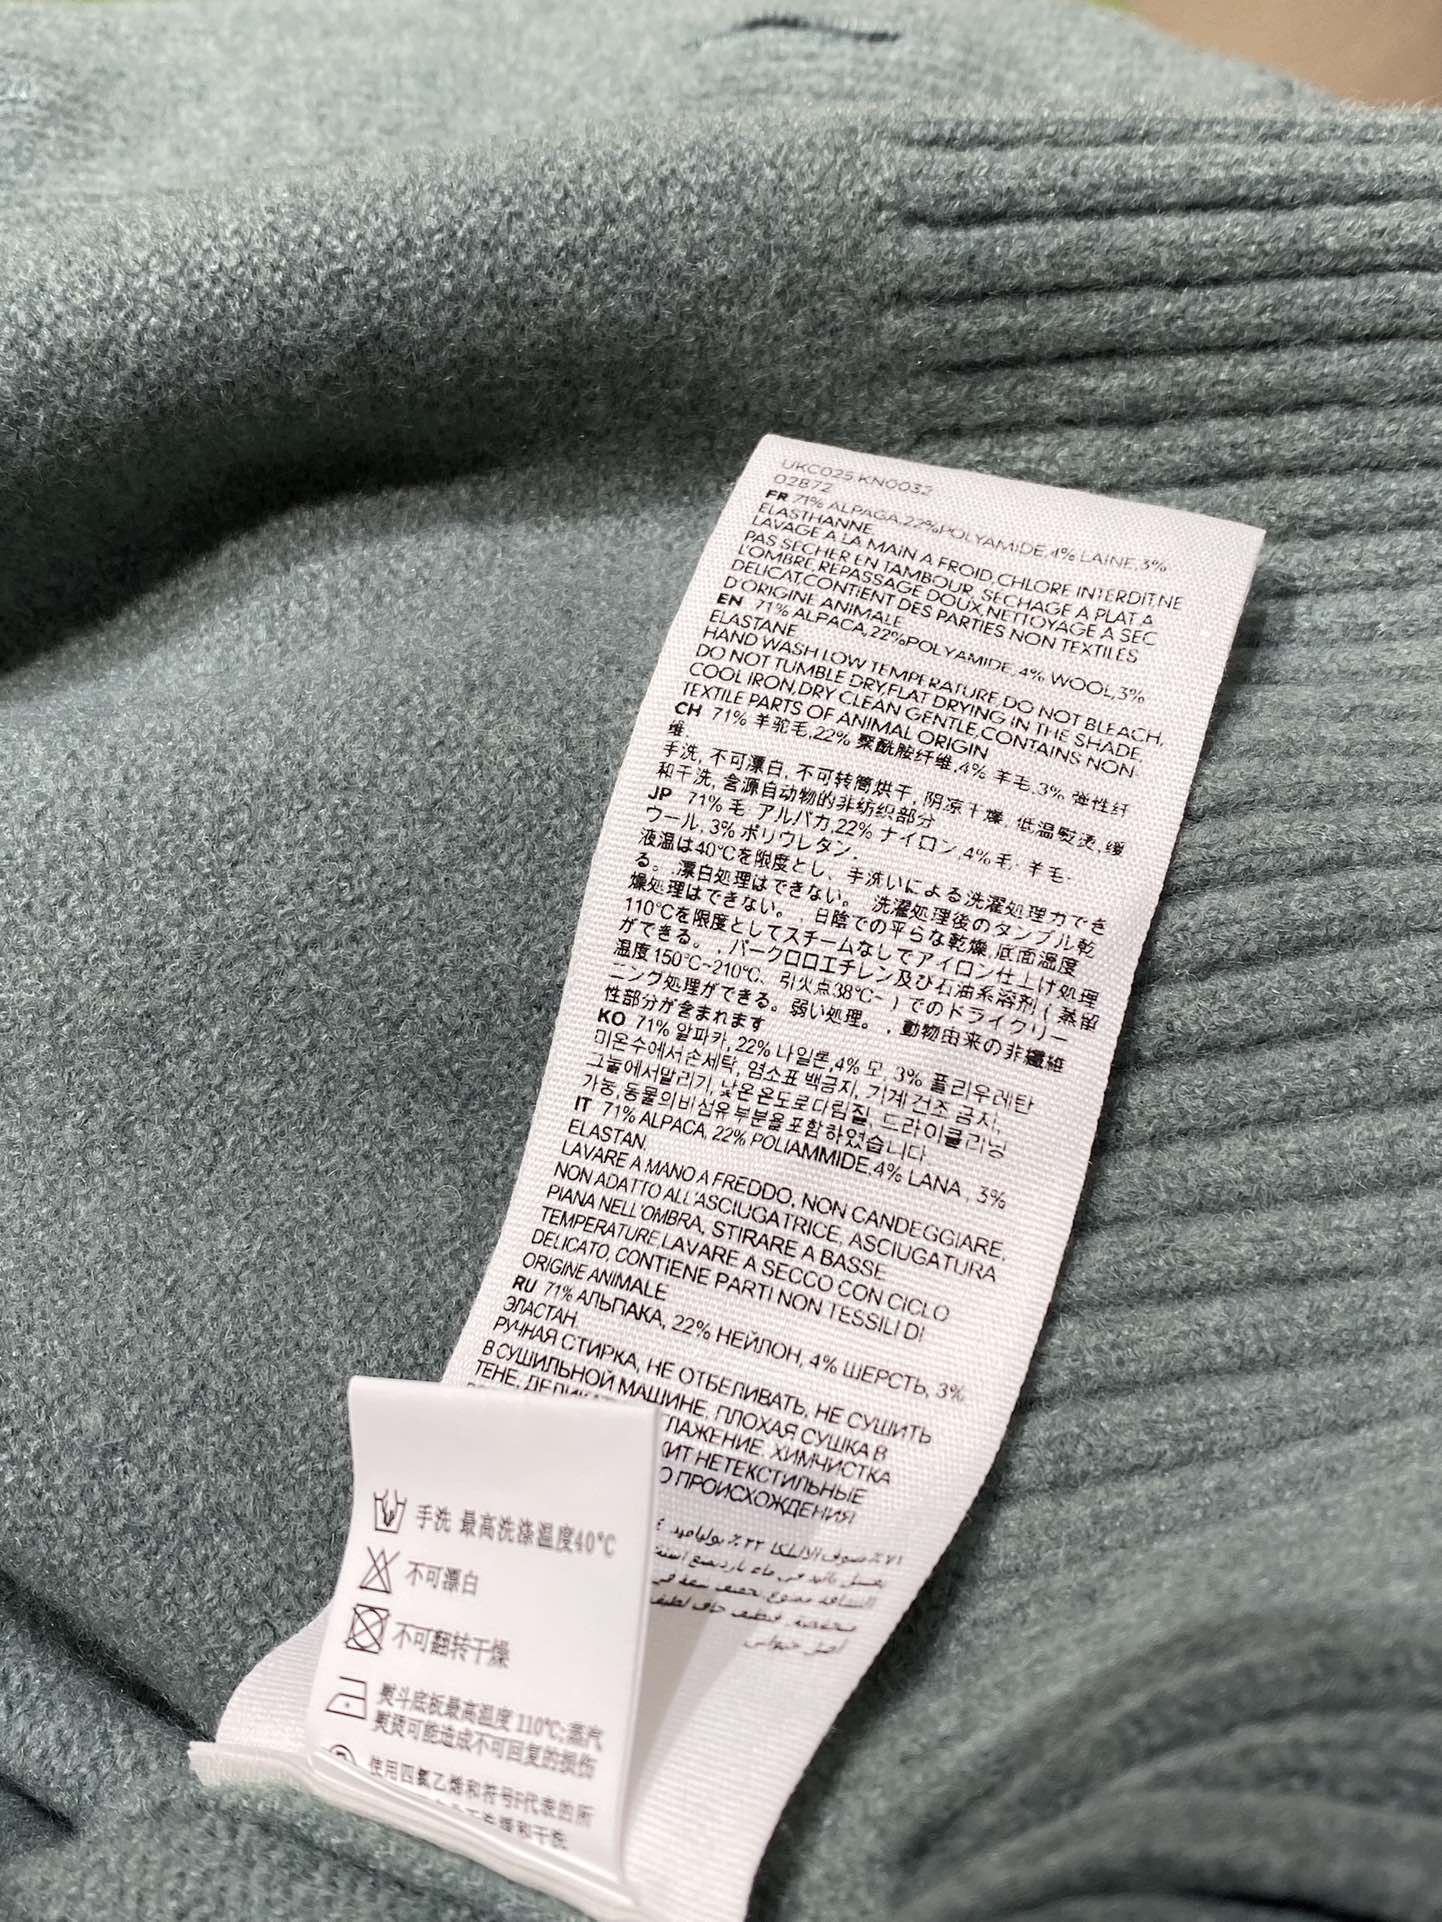 UKC025 KN0032
02B72
FR 71% ALPAGA,22%POLYAMIDE,4% LAINE,3%
ELASTHANNE
LAVAGE A LA MAIN A FROID,CHLORE INTERDIT,NE
PAS SECHER EN TAMBOUR, SECHAGE A PLAT A
L'OMBRE,REPASSAGE DOUX,NETTOYAGE A SEC
DELICAT,CONTIENT DES PARTIES NON TEXTILES
D'ORIGINE ANIMALE
EN 71% ALPACA,22%POLYAMIDE,4% WOOL,3%
ELASTANE
HAND WASH LOW TEMPERATURE,DO NOT BLEACH,
DO NOT TUMBLE DRY,FLAT DRYING IN THE SHADE,
COOL IRON,DRY CLEAN GENTLE,CONTAINS NON-
TEXTILE PARTS OF ANIMAL ORIGIN
CH 71% 羊驼毛,22% 聚酰胺纤维,4% 羊毛,3% 弹性纤
维.
手洗, 不可漂白, 不可转筒烘干, 阴凉干燥, 低温熨烫,缓
和干洗, 含源自动物的非纺织部分
JP 71% 毛- アルパカ,22% ナイロン,4% 毛- 羊毛-
ウール, 3% ポリウレタン.
液温は40℃を限度とし、手洗いによる洗濯処理ができ
る。,漂白処理はできない。 洗濯処理後のタンブル乾
燥処理はできない。,日陰での平らな乾燥,底面温度
110℃を限度としてスチームなしでアイロン仕上げ処理
ができる。,パークロロエチレン及び石油系溶剤(蒸留
温度150℃~210℃、引火点38℃~)でのドライクリー
ニング処理ができる。弱い処理。,動物由来の非繊維
性部分が含まれます
KO 71% 알파카, 22% 나일론,4% 모, 3% 폴리우레탄
미온수에서손세탁, 염소표백금지, 기계건조 금지,
그늘에서말리기,낮은온도로다림질, 드라이클리닝
가능,동물의비섬유 부분을포함하였습니다
IT 71% ALPACA, 22% POLIAMMIDE,4% LANA, 3%
ELASTAN.
LAVARE A MANO A FREDDO, NON CANDEGGIARE,
NON ADATTO ALL'ASCIUGATRICE, ASCIUGATURA
PIANA NELL'OMBRA, STIRARE A BASSE
TEMPERATURE,LAVARE A SECCO CON CICLO
DELICATO, CONTIENE PARTI NON TESSILI DI
ORIGINE ANIMALE
RU 71% АЛЬПАКА, 22% НЕЙЛОН, 4% ШЕРСТЬ, 3%
ЭЛАСТАН.
РУЧНАЯ СТИРКА, НЕ ОТБЕЛИВАТЬ, НЕ СУШИТЬ
В СУШИЛЬНОЙ МАШИНЕ, ПЛОХАЯ СУШКА В
ТЕНЕ, ГЛАЖЕНИЕ, ХИМЧИСТКА
НЕТЕКСТИЛЬНЫЕ
ПРОИСХОЖДЕНИЯ
手洗 最高洗涤温度40℃
不可漂白
不可翻转干燥
熨斗底板最高温度 110℃;蒸汽
熨烫可能造成不可回复的损伤
使用四氯乙烯和符号F代表的所
缓和干洗